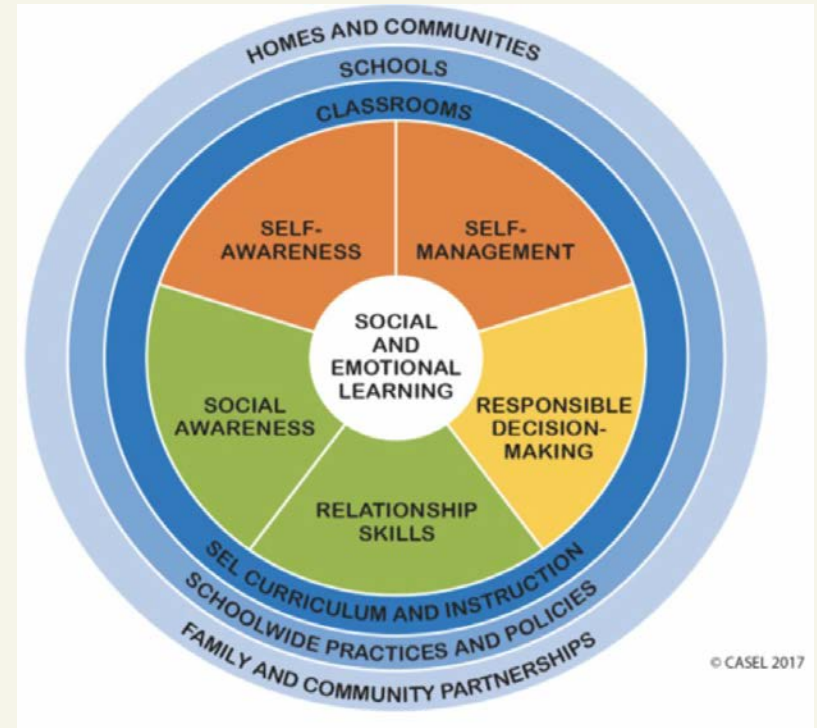 HOMES AND COMMUNITIES
SCHOOLS
CLASSROOMS
SELF-
AWARENESS
SELF-
MANAGEMENT
SOCIAL
AND
EMOTIONAL
LEARNING
SOCIAL
AWARENESS
RESPONSIBLE
DECISION-
MAKING
RELATIONSHIP
SKILLS
SEL CURRICULUM AND INSTRUCTION
SCHOOLWIDE PRACTICES AND POLICIES
FAMILY AND COMMUNITY PARTNERSHIPS
© CASEL 2017